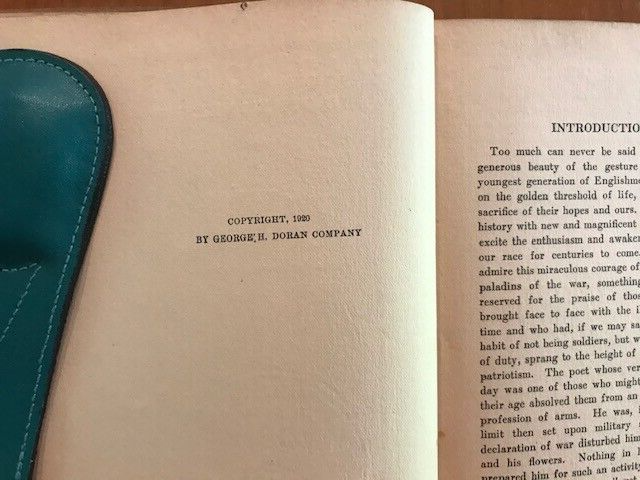 COPYRIGHT, 1920
BY GEORGE H. DORAN COMPANY
INTRODUCTIO
Too much can never be said
generous beauty of the gesture
youngest generation of Englishme
on the golden threshold of life,
sacrifice of their hopes and ours.
history with new and magnificent
excite the enthusiasm and awaken
our race for centuries to come.
admire this miraculous courage of
paladins of the war, something
reserved for the praise of thos
brought face to face with the i
time and who had, if we may sa
habit of not being soldiers, but w
of duty, sprang to the height of
patriotism. The poet whose ver
day was one of those who might
their age absolved them from an
profession of arms. He was,
limit then set upon military
declaration of war disturbed him
and his flowers. Nothing in
prepared him for such an activity